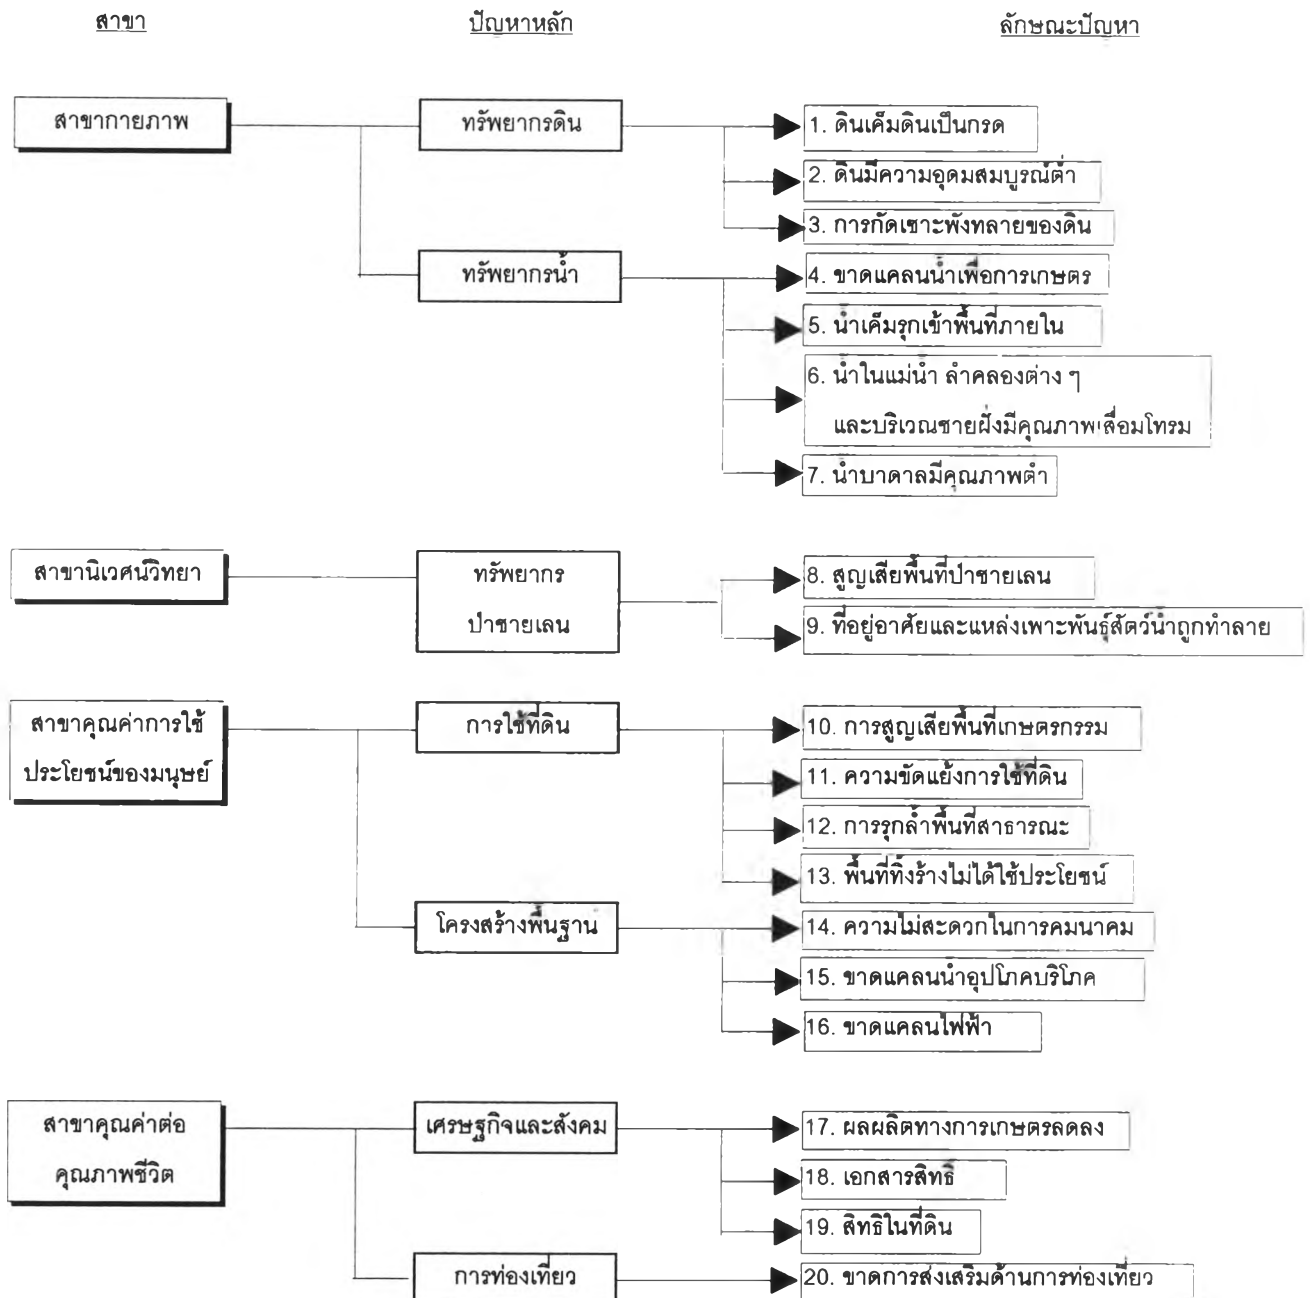 สาขา
ปัญหาหลัก
ลักษณะปัญหา
สาขากายภาพ
ทรัพยากรดิน
1. ดินเค็มดินเป็นกรด
2. ดินมีความอุดมสมบูรณ์ต่ำ
3. การกัดเซาะพังทลายของดิน
ทรัพยากรน้ำ
4. ขาดแคลนน้ำเพื่อการเกษตร
5. น้ำเค็มรุกเข้าพื้นที่ภายใน
6. น้ำในแม่น้ำ ลำคลองต่าง ๆ
และบริเวณชายฝั่งมีคุณภาพเสื่อมโทรม
7. น้ำบาดาลมีคุณภาพต่ำ
สาขานิเวศน์วิทยา
ทรัพยากร
ป่าชายเลน
8. สูญเสียพื้นที่ป่าชายเลน
9. ที่อยู่อาศัยและแหล่งเพาะพันธุ์สัตว์น้ำถูกทำลาย
สาขาคุณค่าการใช้
ประโยชน์ของมนุษย์
การใช้ที่ดิน
10. การสูญเสียพื้นที่เกษตรกรรม
11. ความขัดแย้งการใช้ที่ดิน
12. การรุกล้ำพื้นที่สาธารณะ
13. พื้นที่ทิ้งร้างไม่ได้ใช้ประโยชน์
โครงสร้างพื้นฐาน
14. ความไม่สะดวกในการคมนาคม
15. ขาดแคลนน้ำอุปโภคบริโภค
16. ขาดแคลนไฟฟ้า
สาขาคุณค่าต่อ
คุณภาพชีวิต
เศรษฐกิจและสังคม
17. ผลผลิตทางการเกษตรลดลง
18. เอกสารสิทธิ์
19. สิทธิในที่ดิน
การท่องเที่ยว
20. ขาดการส่งเสริมด้านการท่องเที่ยว